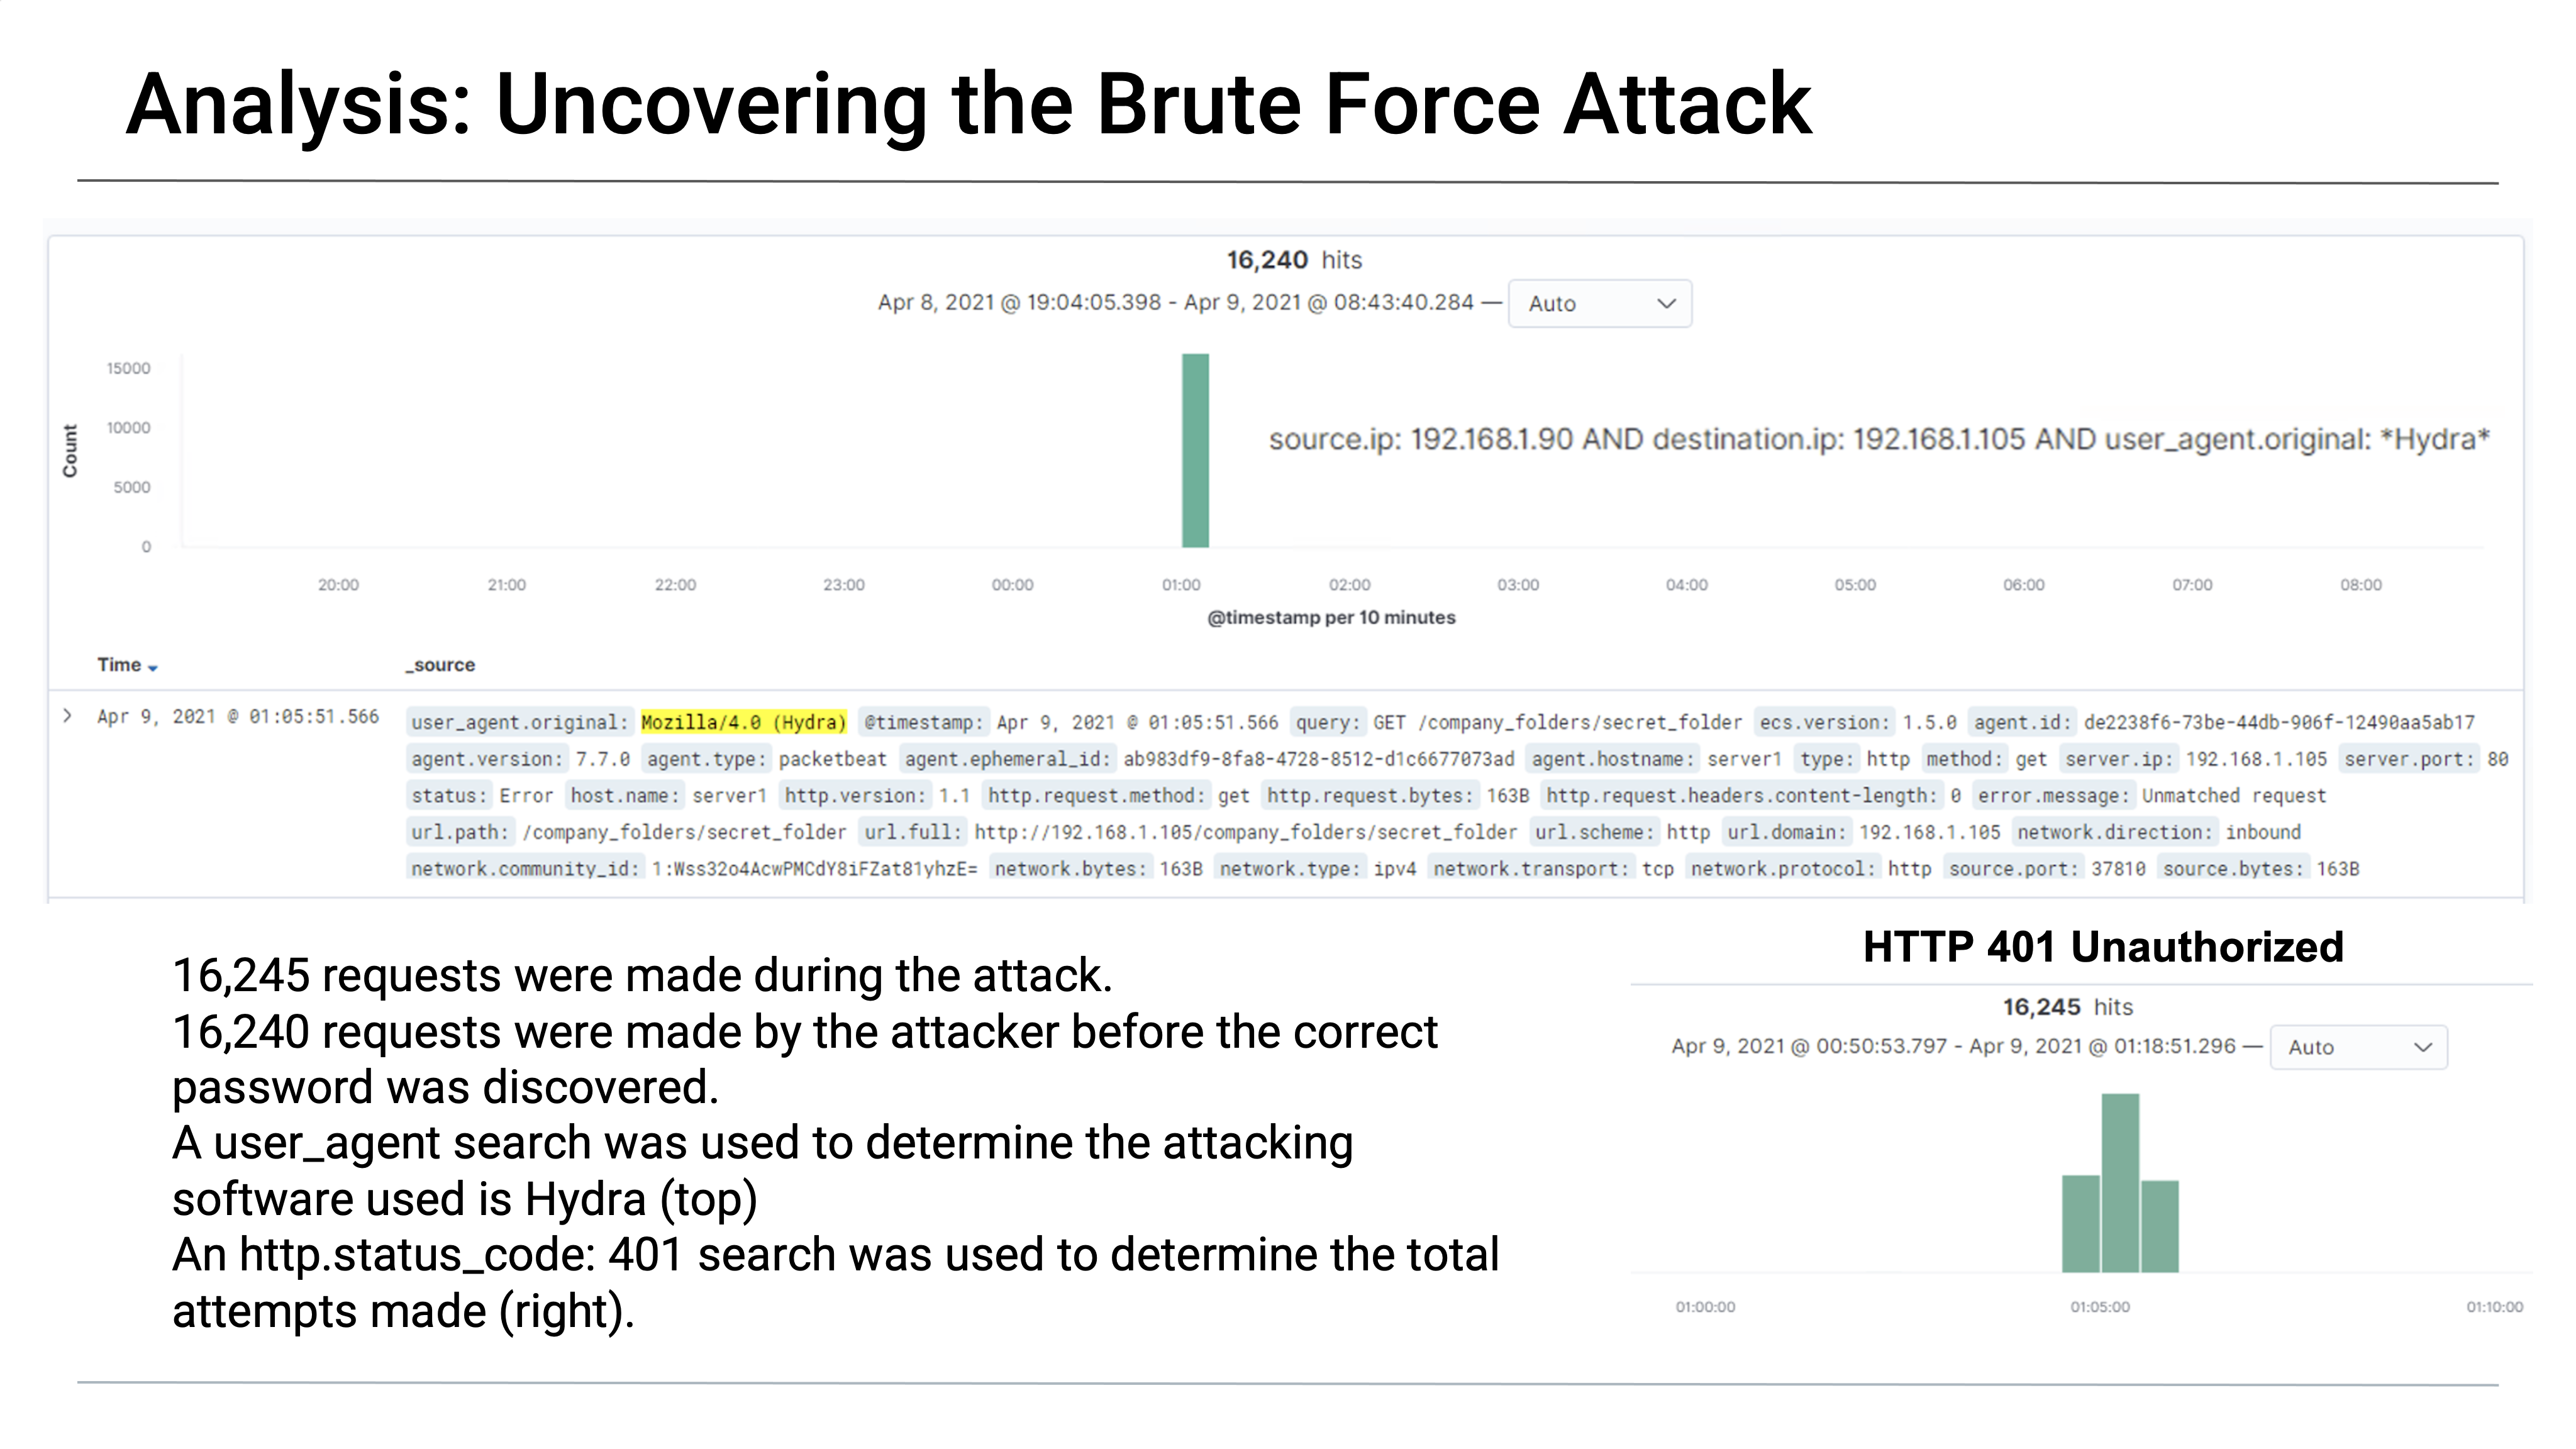 Analysis: Uncovering the Brute Force Attack
16,240 hits
Apr 8, 2021 @ 19:04:05.398 - Apr 9, 2021 @ 08:43:40.284 — Auto
Count
15000
10000
5000
0
source.ip: 192.168.1.90 AND destination.ip: 192.168.1.105 AND user_agent.original: *Hydra*
20:00 21:00 22:00 23:00 00:00 01:00 02:00 03:00 04:00 05:00 06:00 07:00 08:00
@timestamp per 10 minutes
Time _source
Apr 9, 2021 @ 01:05:51.566 user_agent.original: Mozilla/4.0 (Hydra) @timestamp: Apr 9, 2021 @ 01:05:51.566 query: GET /company_folders/secret_folder ecs.version: 1.5.0 agent.id: de2238f6-73be-44db-906f-12490aa5ab17
agent.version: 7.7.0 agent.type: packetbeat agent.ephemeral_id: ab983df9-8fa8-4728-8512-d1c6677073ad agent.hostname: server1 type: http method: get server.ip: 192.168.1.105 server.port: 80
status: Error host.name: server1 http.version: 1.1 http.request.method: get http.request.bytes: 163B http.request.headers.content-length: 0 error.message: Unmatched request
url.path: /company_folders/secret_folder url.full: http://192.168.1.105/company_folders/secret_folder url.scheme: http url.domain: 192.168.1.105 network.direction: inbound
network.community_id: 1:Wss32o4AcwPMCdY8iFZat81yhzE= network.bytes: 163B network.type: ipv4 network.transport: tcp network.protocol: http source.port: 37810 source.bytes: 163B
16,245 requests were made during the attack.
16,240 requests were made by the attacker before the correct
password was discovered.
A user_agent search was used to determine the attacking
software used is Hydra (top)
An http.status_code: 401 search was used to determine the total
attempts made (right).
HTTP 401 Unauthorized
16,245 hits
Apr 9, 2021 @ 00:50:53.797 - Apr 9, 2021 @ 01:18:51.296 — Auto
01:00:00 01:05:00 01:10:00